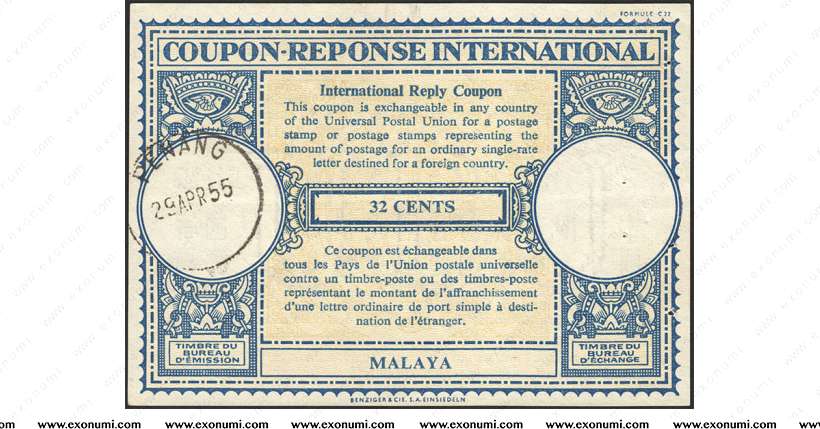 FORMULE C 22
COUPON-REPONSE INTERNATIONAL
International Reply Coupon
This coupon is exchangeable in any country
of the Universal Postal Union for a postage
stamp or postage stamps representing the
amount of postage for an ordinary single-rate
letter destined for a foreign country.
PENANG
29 APR 55
32 CENTS
Ce coupon est échangeable dans
tous les Pays de l'Union postale universelle
contre un timbre-poste ou des timbres-poste
représentant le montant de l'affranchissement
d'une lettre ordinaire de port simple à desti-
nation de l'étranger.
TIMBRE DU
BUREAU
D'ÉMISSION
MALAYA
TIMBRE DU
BUREAU
D'ÉCHANGE
BENZIGER & CIE. S.A. EINSIEDELN
www.exonumi.com www.exonumi.com www.exonumi.com www.exonumi.com www.exonumi.com